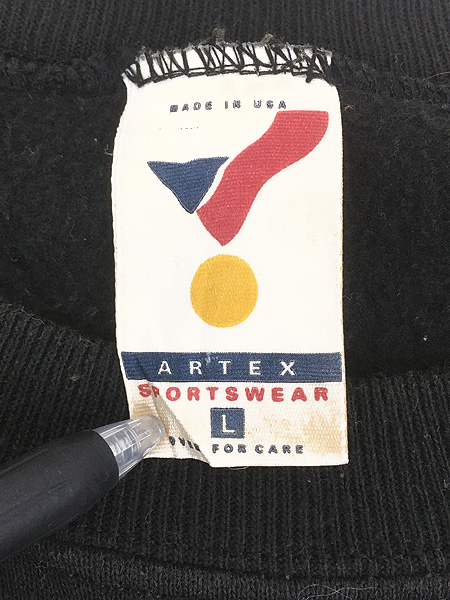 MADE IN USA
ARTEX
SPORTSWEAR
L
FOR CARE